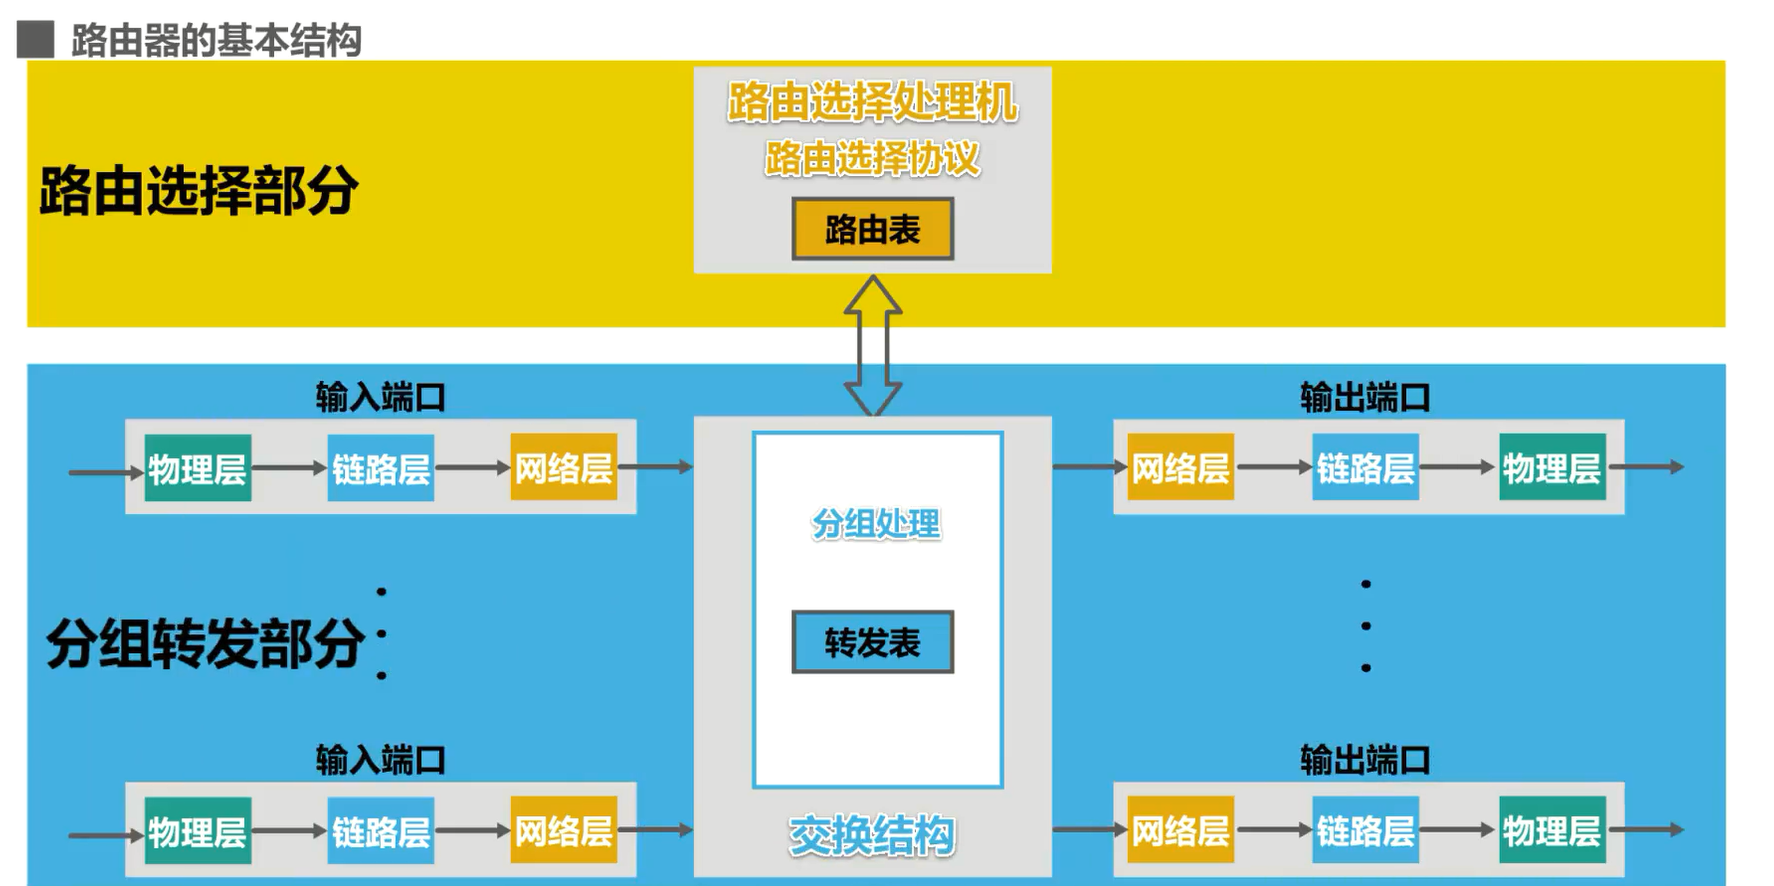 路由器的基本结构
路由选择处理机
路由选择协议
路由选择部分
路由表
输入端口
输出端口
物理层
链路层
网络层
网络层
链路层
物理层
分组处理
分组转发部分
转发表
输入端口
输出端口
物理层
链路层
网络层
交换结构
网络层
链路层
物理层